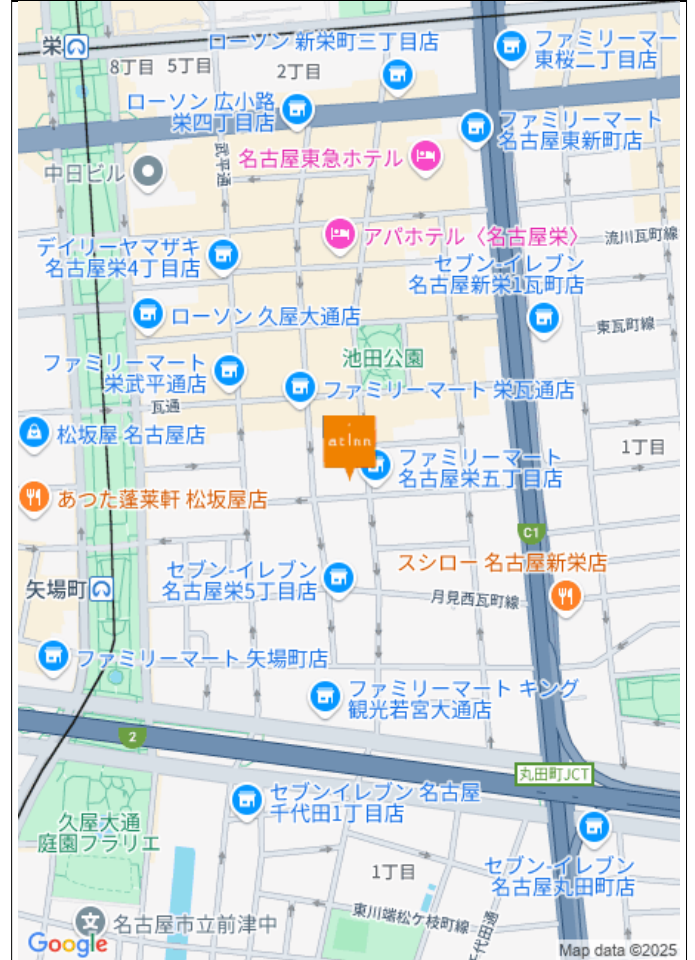 ローソン 新栄町三丁目店
ファミリーマー
東桜二丁目店
栄
8丁目
5丁目
2丁目
ローソン 広小路
栄四丁目店
ファミリーマート
名古屋東新町店
武平通
名古屋東急ホテル
中日ビル
アパホテル〈名古屋栄〉
流川瓦町線
デイリーヤマザキ
名古屋栄4丁目店
セブン-イレブン
名古屋新栄1瓦町店
ローソン 久屋大通店
東瓦町線
池田公園
ファミリーマート
栄武平通店
ファミリーマート 栄瓦通店
瓦通
松坂屋 名古屋店
at inn
1丁目
ファミリーマート
名古屋栄五丁目店
あつた蓬莱軒 松坂屋店
C1
スシロー 名古屋新栄店
セブン-イレブン
名古屋栄5丁目店
矢場町
月見西瓦町線
ファミリーマート 矢場町店
ファミリーマート キング
観光若宮大通店
2
丸田町JCT
セブンイレブン 名古屋
千代田1丁目店
久屋大通
庭園フラリエ
セブン-イレブン
名古屋丸田町店
1丁目
東川端松ケ枝町線
名古屋市立前津中
Google
Map data ©2025